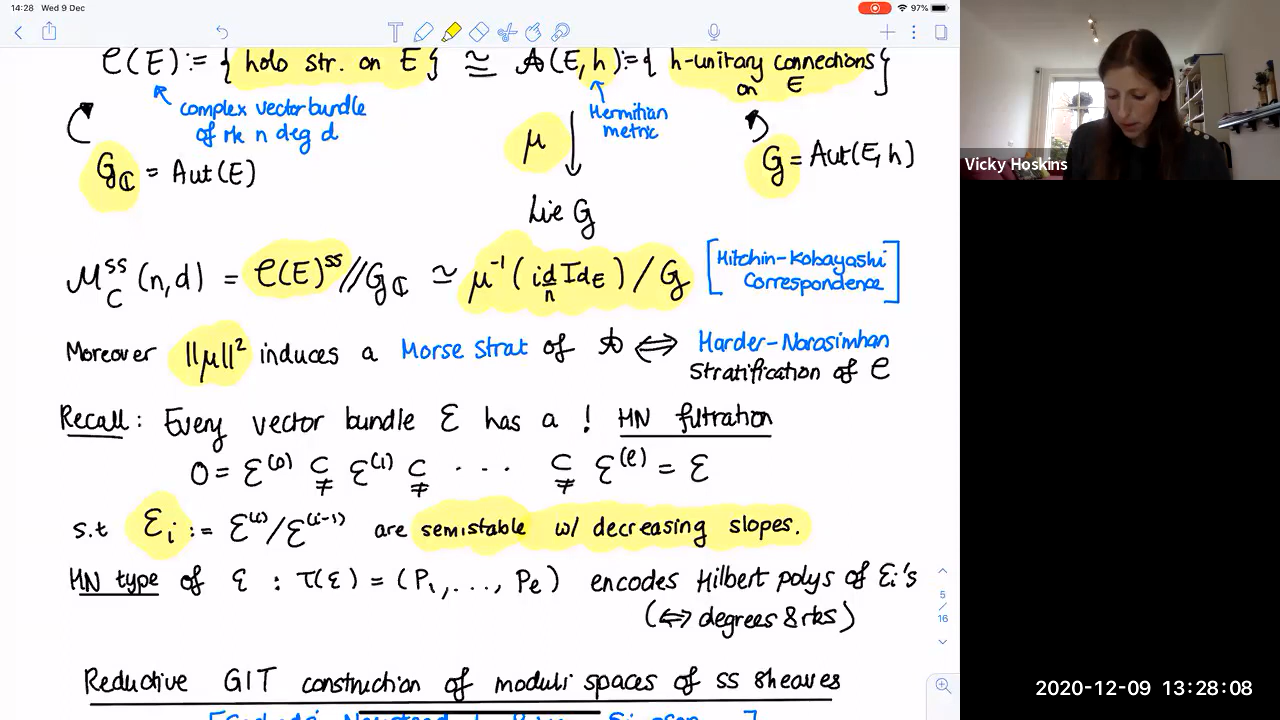 14:28 Wed 9 Dec
97%
𝒞(E) := { holo str. on E } ≃ 𝒜(E,h) := { h-unitary connections on E }
complex vector bundle of rk n deg d
Hermitian metric
μ
G_ℂ = Aut(E)
G = Aut(E,h)
Lie G
M^{ss}_C (n,d) = 𝒞(E)^{ss} // G_ℂ ≃ μ^{-1}( i d/n Id_E ) / G
[Hitchin-Kobayashi Correspondence]
Moreover ||μ||² induces a Morse strat of 𝒜 ⟺ Harder-Narasimhan
Stratification of 𝒞
Recall: Every vector bundle ℰ has a ! HN filtration
0 = ℰ^{(0)} ⊊ ℰ^{(1)} ⊊ · · · ⊊ ℰ^{(ℓ)} = ℰ
s.t ℰ_i := ℰ^{(i)}/ℰ^{(i-1)} are semistable w/ decreasing slopes.
HN type of ℰ : τ(ℰ) = (P_1, ..., P_ℓ) encodes Hilbert polys of ℰ_i's
(⟺ degrees & rks)
Reductive GIT construction of moduli spaces of ss sheaves
5
/
16
Vicky Hoskins
2020-12-09 13:28:08